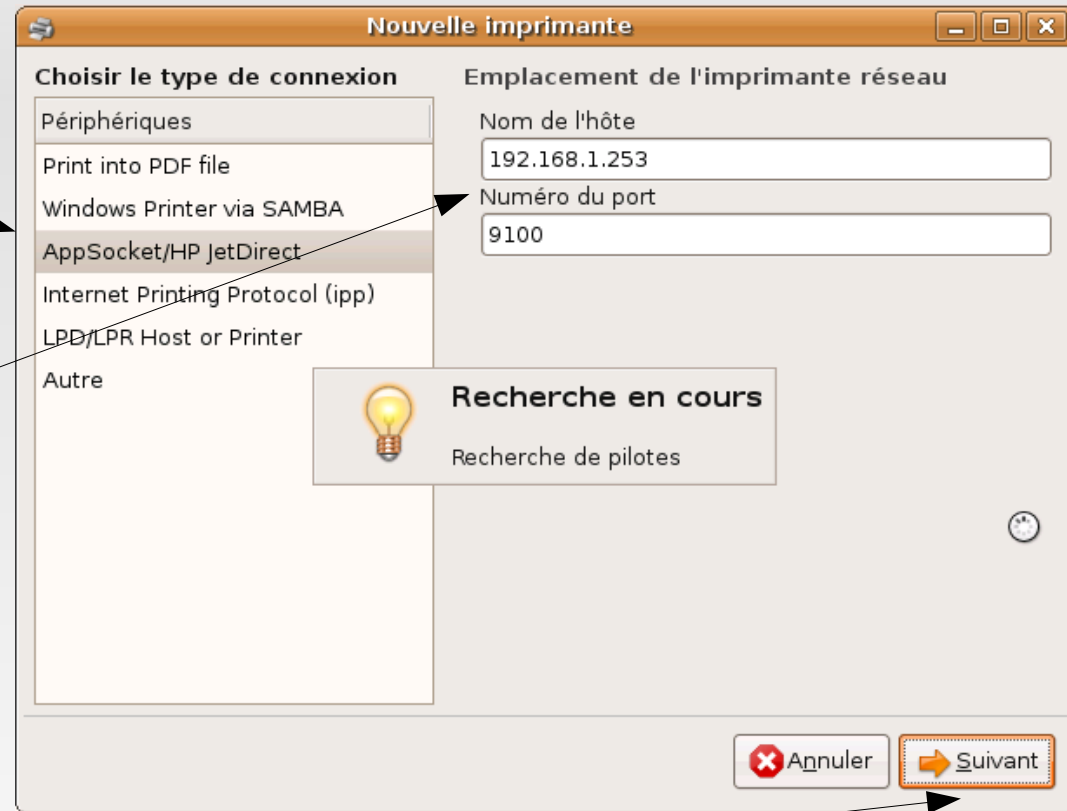 Nouvelle imprimante
Choisir le type de connexion
Périphériques
Print into PDF file
Windows Printer via SAMBA
AppSocket/HP JetDirect
Internet Printing Protocol (ipp)
LPD/LPR Host or Printer
Autre
Emplacement de l'imprimante réseau
Nom de l'hôte
192.168.1.253
Numéro du port
9100
Recherche en cours
Recherche de pilotes
Annuler
Suivant